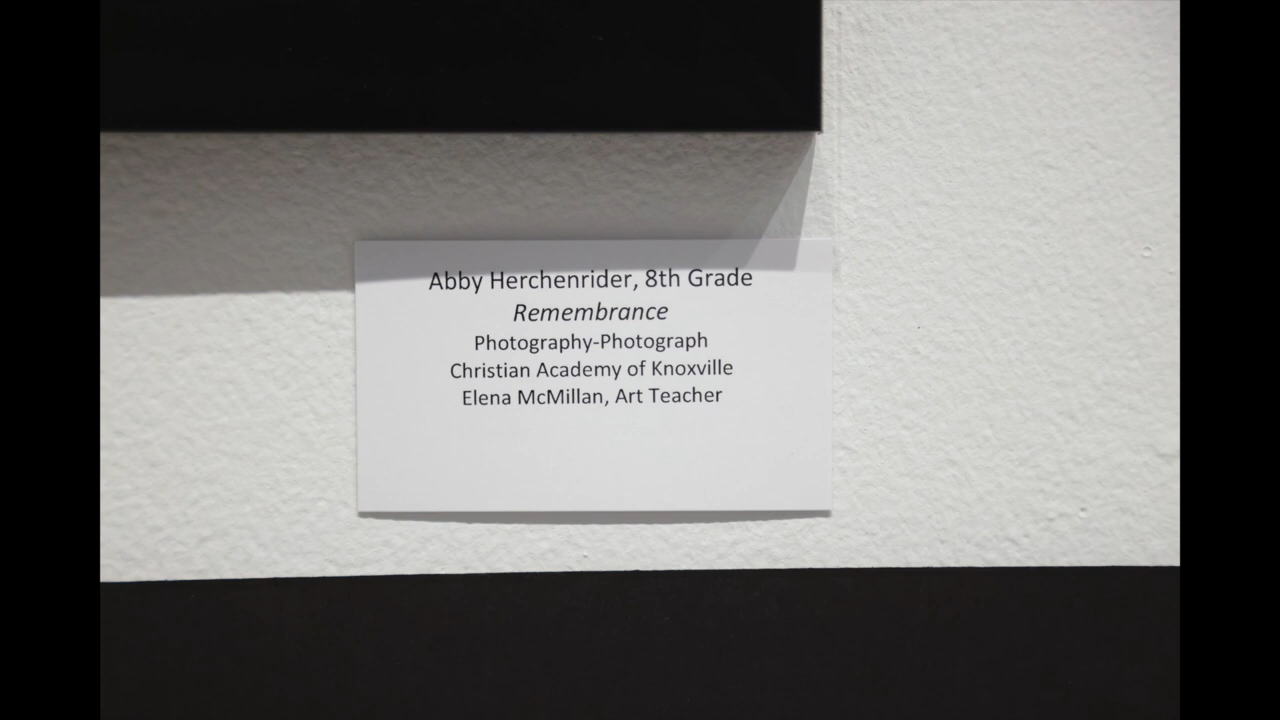 Abby Herchenrider, 8th Grade
Remembrance
Photography-Photograph
Christian Academy of Knoxville
Elena McMillan, Art Teacher